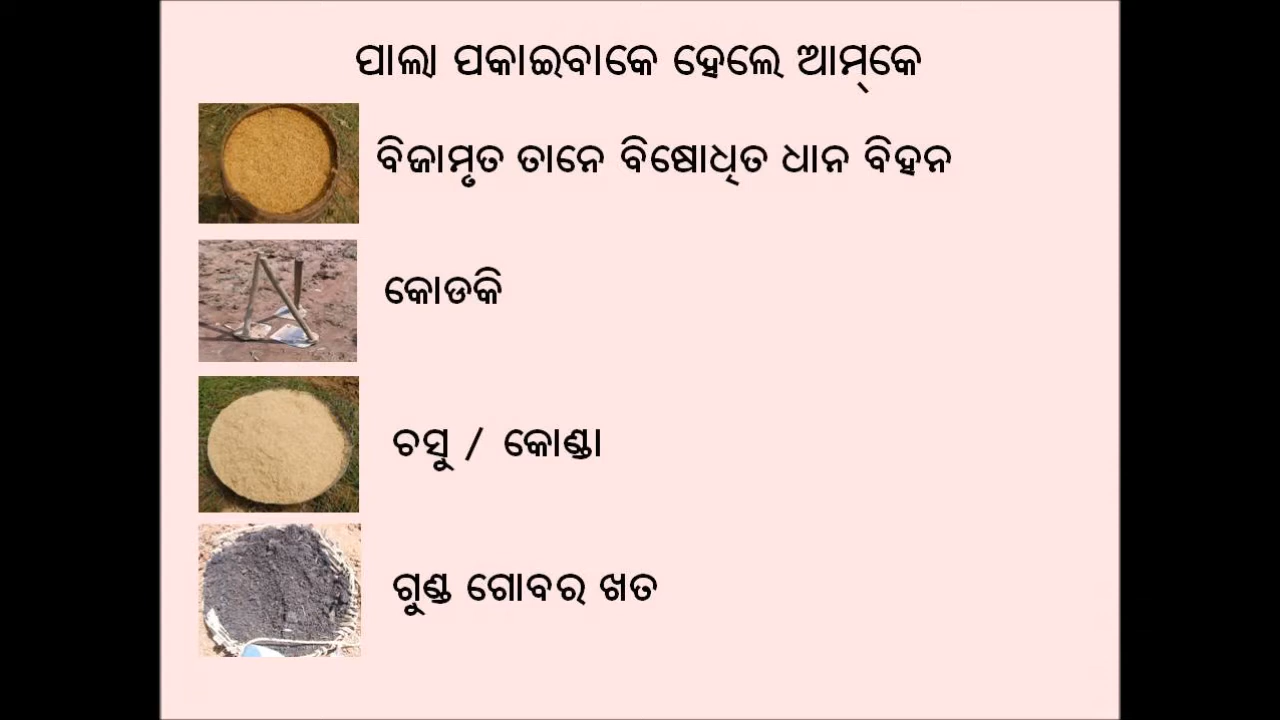 ପାଲା ପକାଇବାକେ ହେଲେ ଆମ୍‌କେ
ବିଜାମୃତ ତାନେ ବିଷୋଧିତ ଧାନ ବିହନ
କୋଡକି
ଚସୁ / କୋଣ୍ଡା
ଗୁଣ୍ଡ ଗୋବର ଖତ